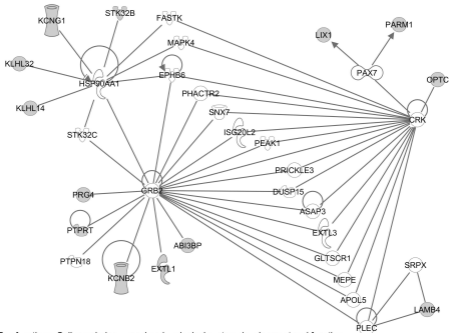 KCNG1
STK32B
FASTK
PARM1
LIX1
MAPK4
KLHL32
PAX7
EPHB6
HSP90AA1
OPTC
PHACTR2
KLHL14
SNX7
CRK
ISG20L2
STK32C
PEAK1
PRICKLE3
PRG4
GRB2
DUSP15
ASAP3
PTPRT
EXTL3
ABI3BP
GLTSCR1
PTPN18
EXTL1
SRPX
KCNB2
MEPE
APOL5
LAMB4
PLEC